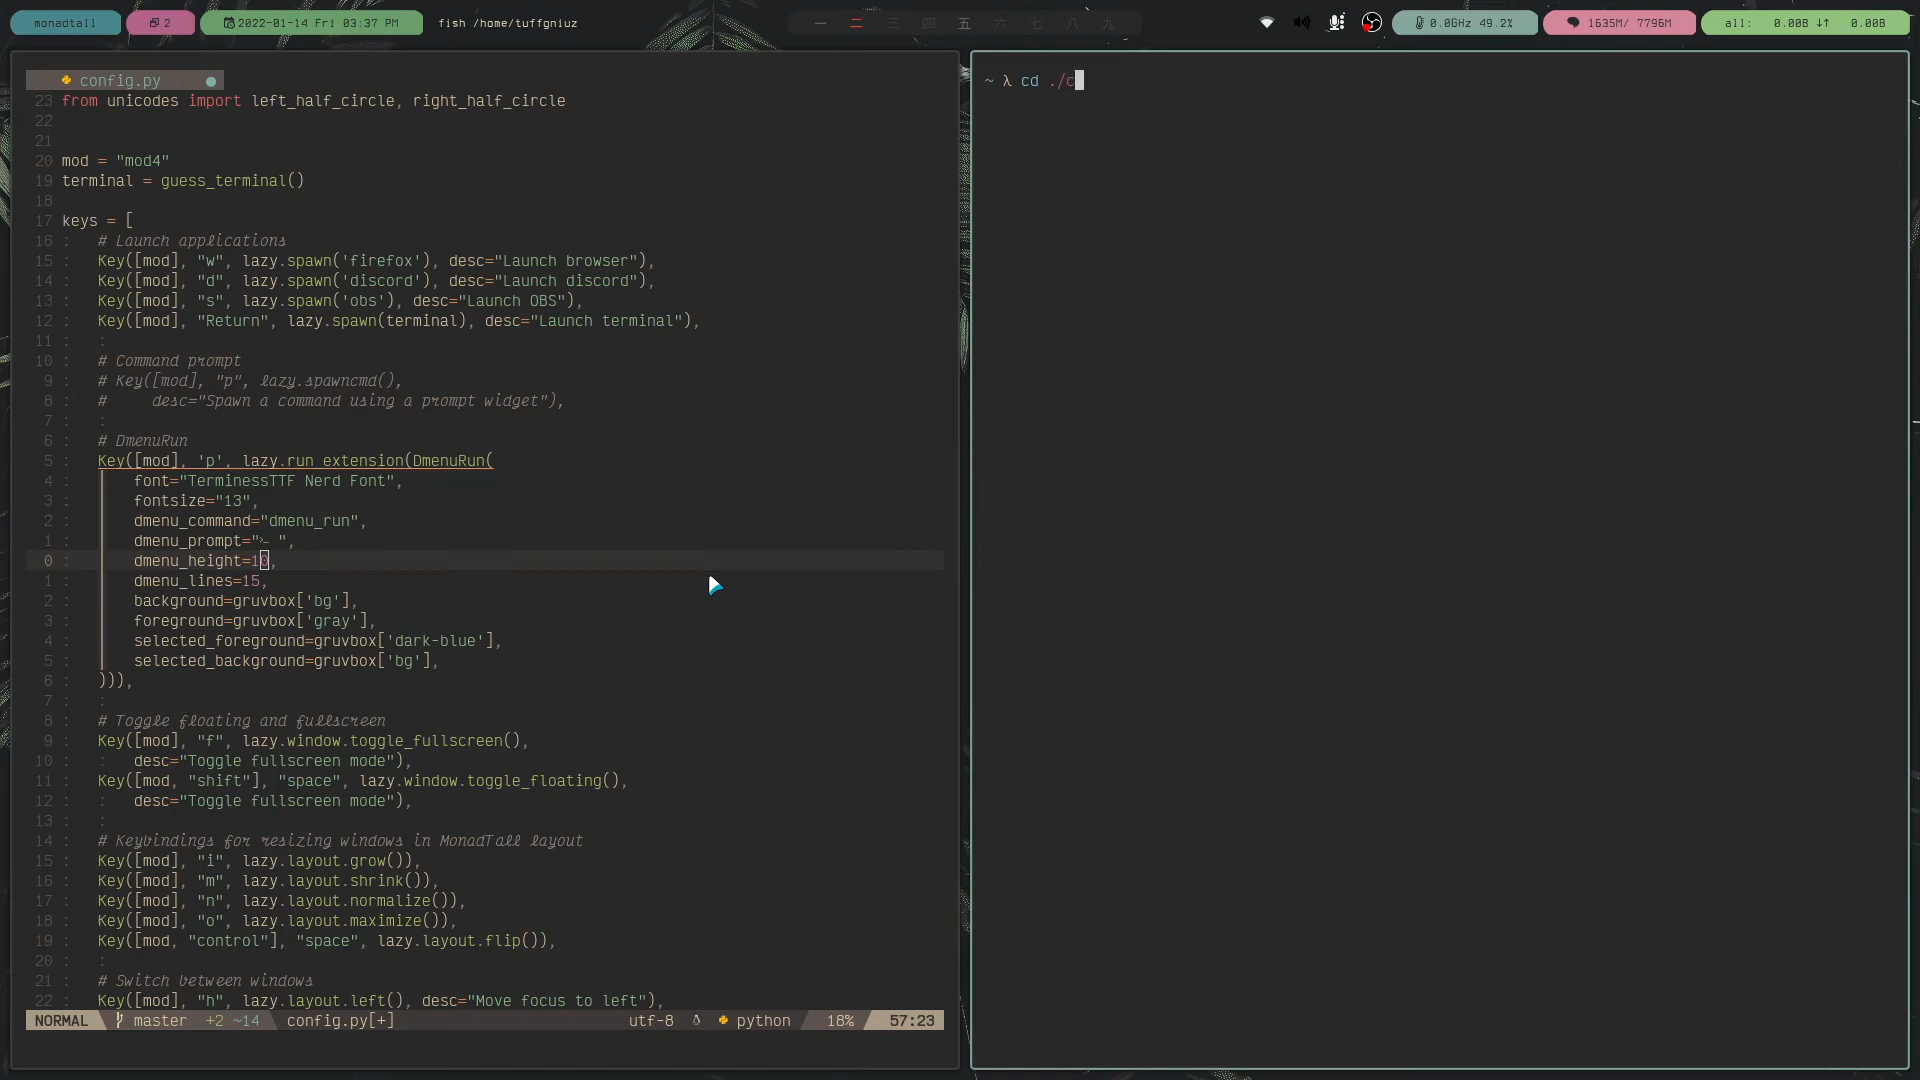 monadtall 2 2022-01-14 Fri 03:37 PM fish /home/tuffgniuz 一 二 三 四 五 六 七 八 九 0.0GHz 49.2% 1635M/ 7796M all: 0.00B ↓↑ 0.00B
config.py
23 from unicodes import left_half_circle, right_half_circle
22
21
20 mod = "mod4"
19 terminal = guess_terminal()
18
17 keys = [
16 : # Launch applications
15 : Key([mod], "w", lazy.spawn('firefox'), desc="Launch browser"),
14 : Key([mod], "d", lazy.spawn('discord'), desc="Launch discord"),
13 : Key([mod], "s", lazy.spawn('obs'), desc="Launch OBS"),
12 : Key([mod], "Return", lazy.spawn(terminal), desc="Launch terminal"),
11 : :
10 : # Command prompt
9 : # Key([mod], "p", lazy.spawncmd(),
8 : #     desc="Spawn a command using a prompt widget"),
7 : :
6 : # DmenuRun
5 : Key([mod], 'p', lazy.run_extension(DmenuRun(
4 : font="TerminessTTF Nerd Font",
3 : fontsize="13",
2 : dmenu_command="dmenu_run",
1 : dmenu_prompt=">_ ",
0 : dmenu_height=10,
1 : dmenu_lines=15,
2 : background=gruvbox['bg'],
3 : foreground=gruvbox['gray'],
4 : selected_foreground=gruvbox['dark-blue'],
5 : selected_background=gruvbox['bg'],
6 : ))),
7 : :
8 : # Toggle floating and fullscreen
9 : Key([mod], "f", lazy.window.toggle_fullscreen(),
10 : : desc="Toggle fullscreen mode"),
11 : Key([mod, "shift"], "space", lazy.window.toggle_floating(),
12 : : desc="Toggle fullscreen mode"),
13 : :
14 : # Keybindings for resizing windows in MonadTall layout
15 : Key([mod], "i", lazy.layout.grow()),
16 : Key([mod], "m", lazy.layout.shrink()),
17 : Key([mod], "n", lazy.layout.normalize()),
18 : Key([mod], "o", lazy.layout.maximize()),
19 : Key([mod, "control"], "space", lazy.layout.flip()),
20 : :
21 : # Switch between windows
22 : Key([mod], "h", lazy.layout.left(), desc="Move focus to left"),
NORMAL master +2 ~14 config.py[+] utf-8 python 18% 57:23
~ λ cd ./c